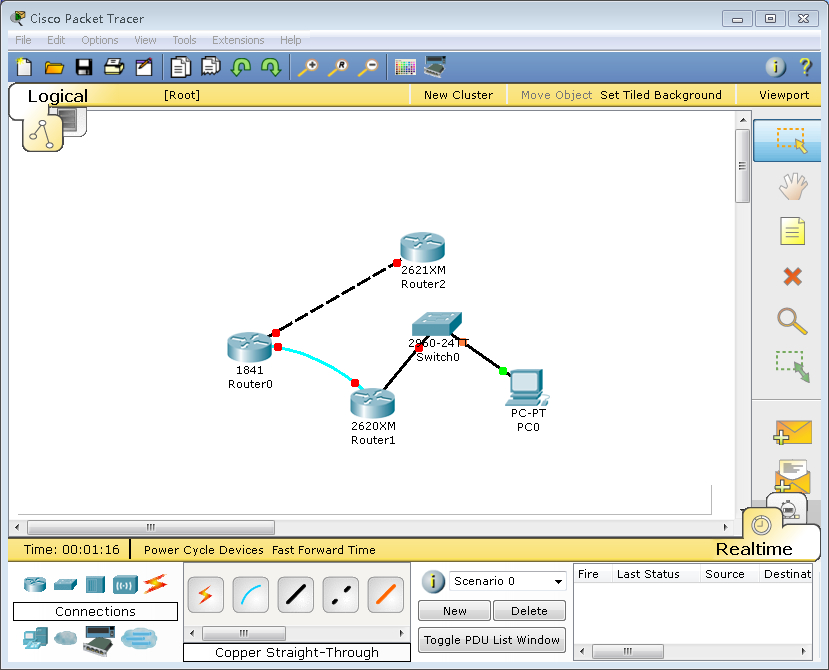 Cisco Packet Tracer
File Edit Options View Tools Extensions Help
Logical [Root] New Cluster Move Object Set Tiled Background Viewport
2621XM
Router2
2960-24TT
Switch0
1841
Router0
2620XM
Router1
PC-PT
PC0
Time: 00:01:16 Power Cycle Devices Fast Forward Time Realtime
Scenario 0
Fire Last Status Source Destinat
Connections
New Delete
Toggle PDU List Window
Copper Straight-Through